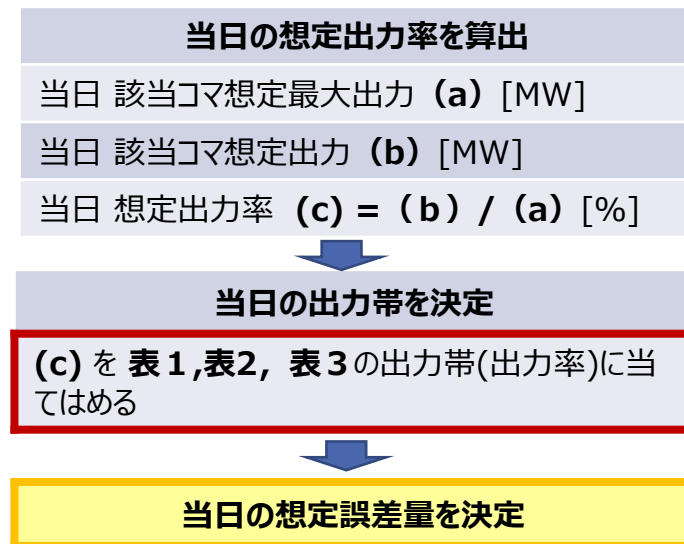 当日の想定出力率を算出
当日 該当コマ想定最大出力（a）[MW]
当日 該当コマ想定出力（b）[MW]
当日 想定出力率 (c) =（ｂ）/（a）[%]
当日の出力帯を決定
(c) を 表１,表2, 表３の出力帯(出力率)に当
てはめる
当日の想定誤差量を決定